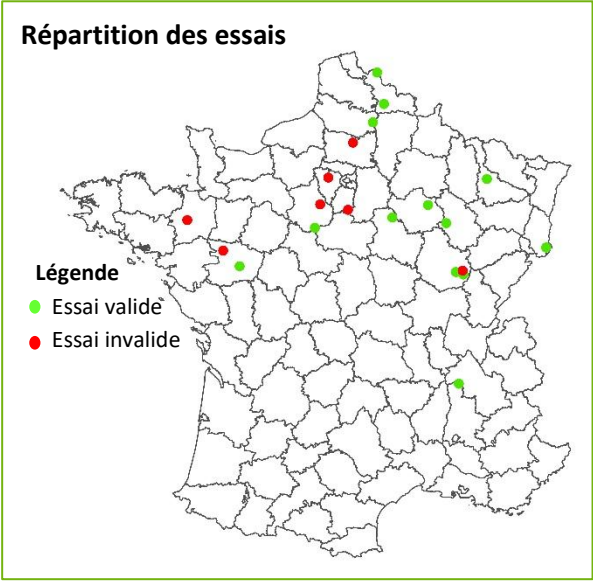 Répartition des essais
Légende
Essai valide
Essai invalide